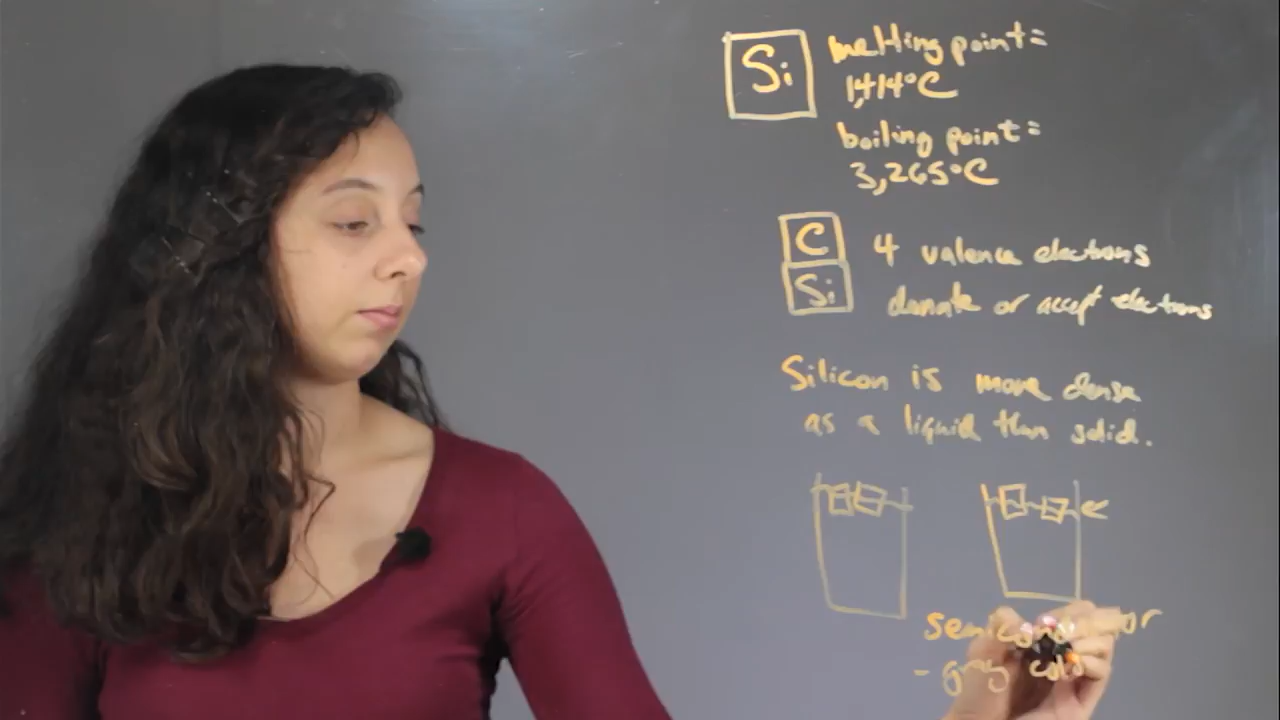 Si
melting point =
1,414°C
boiling point =
3,265°C
C
4 valence electrons
Si
donate or accept electrons
Silicon is more dense
as a liquid than solid.
- gray